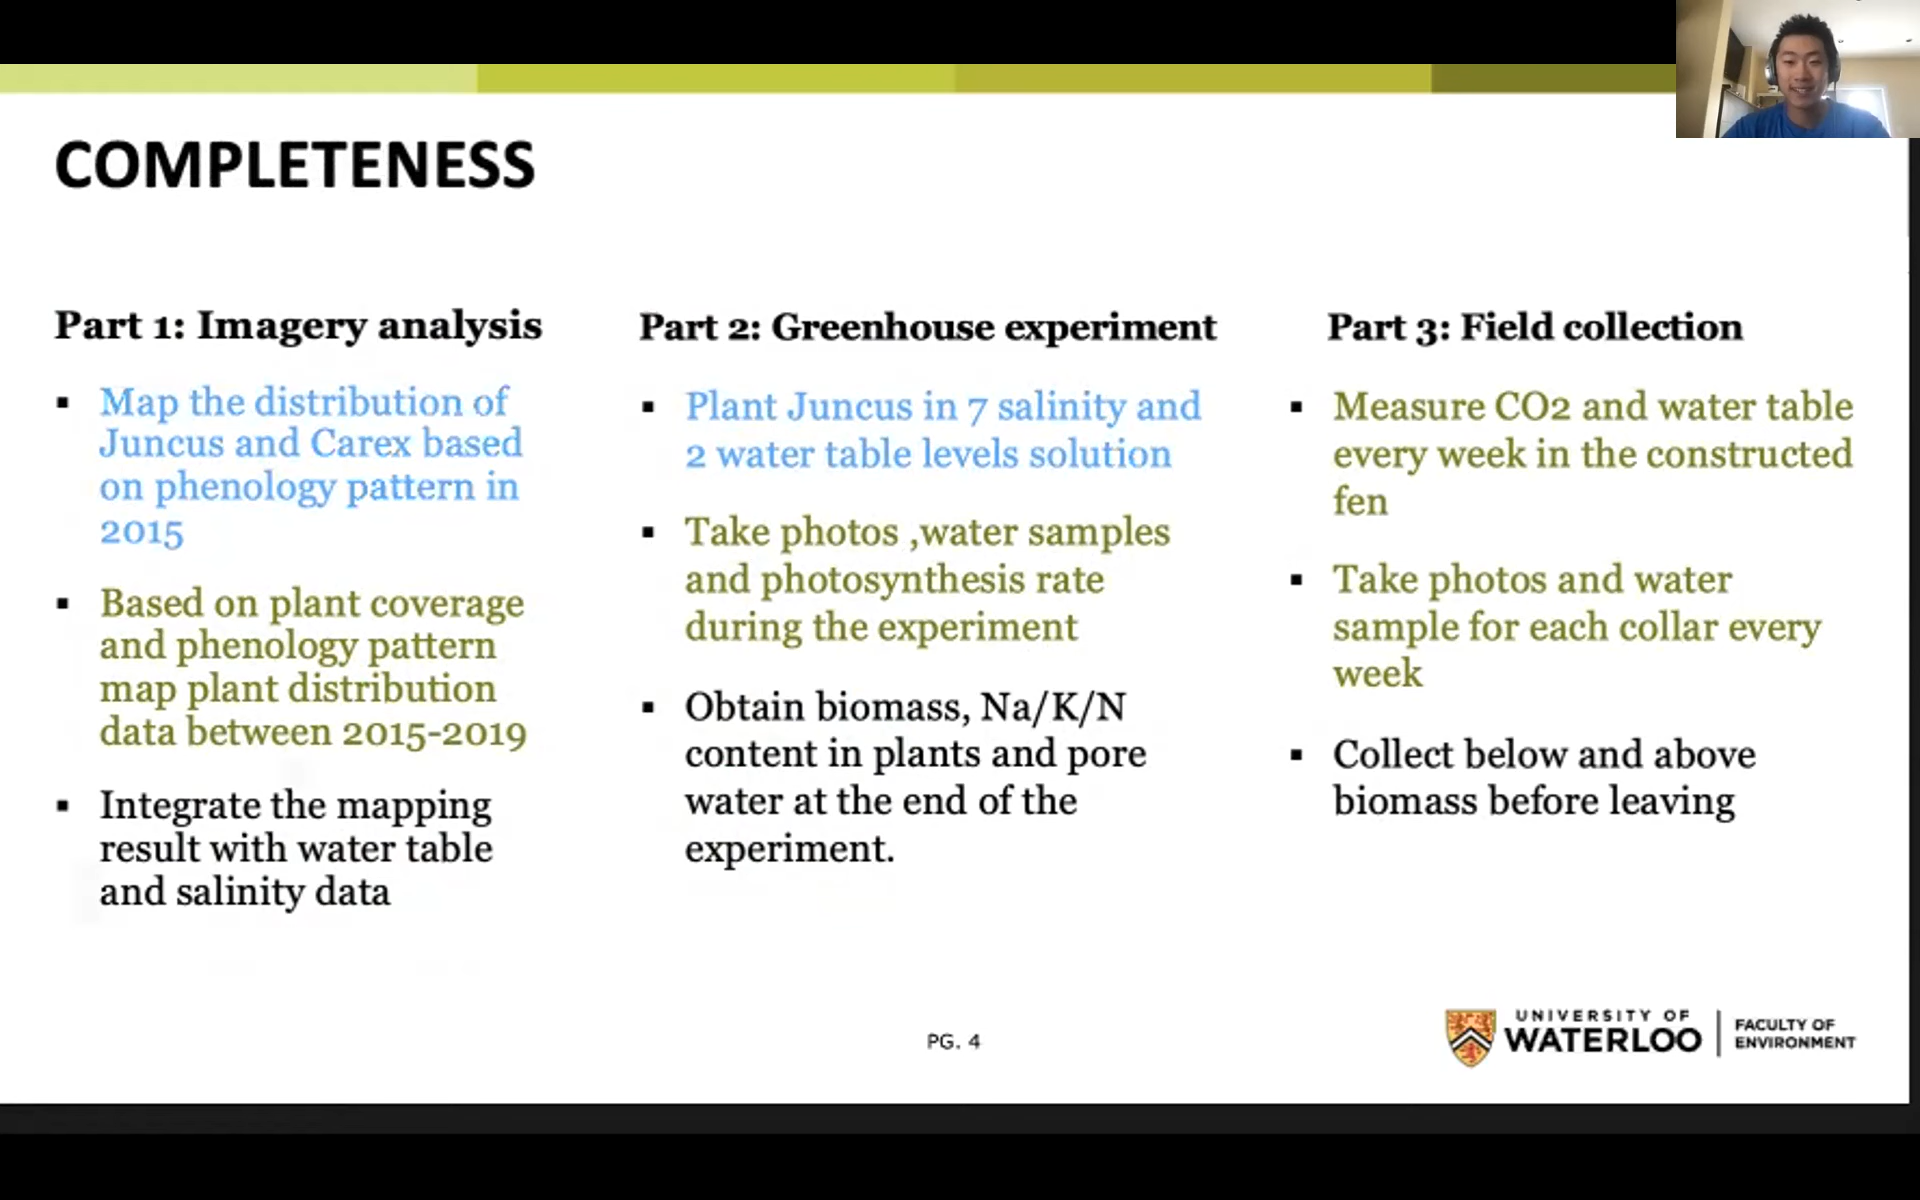 COMPLETENESS
Part 1: Imagery analysis
▪ Map the distribution of
Juncus and Carex based
on phenology pattern in
2015
▪ Based on plant coverage
and phenology pattern
map plant distribution
data between 2015-2019
▪ Integrate the mapping
result with water table
and salinity data
Part 2: Greenhouse experiment
▪ Plant Juncus in 7 salinity and
2 water table levels solution
▪ Take photos ,water samples
and photosynthesis rate
during the experiment
▪ Obtain biomass, Na/K/N
content in plants and pore
water at the end of the
experiment.
Part 3: Field collection
▪ Measure CO2 and water table
every week in the constructed
fen
▪ Take photos and water
sample for each collar every
week
▪ Collect below and above
biomass before leaving
PG. 4
UNIVERSITY OF
WATERLOO
FACULTY OF
ENVIRONMENT